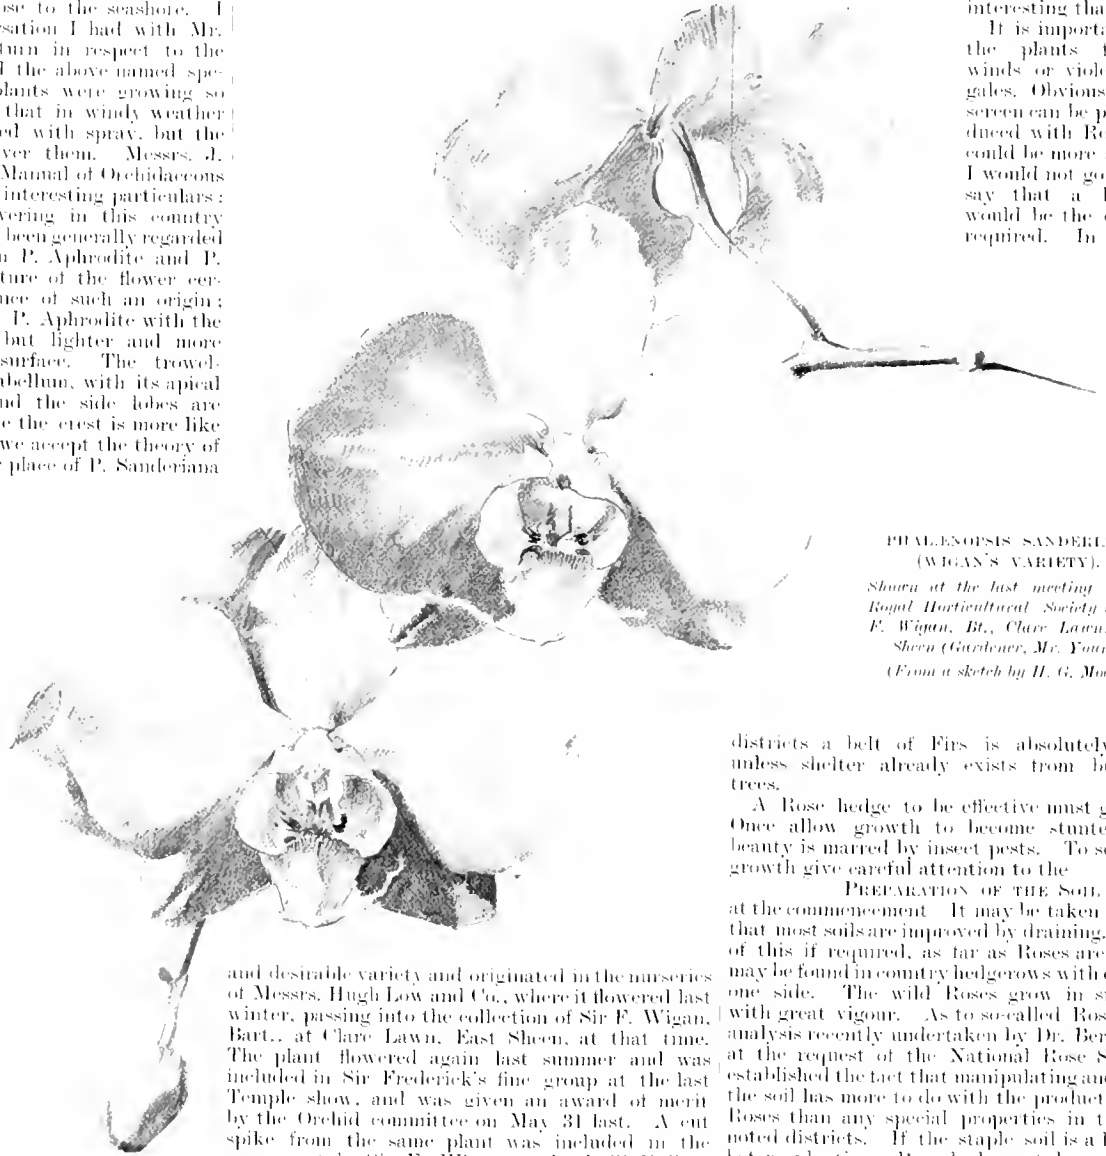 ose to the seashore. I
rsation I had with Mr.
turn in respect to the
d the above named spe-
plants were growing so
that in windy weather
ed with spray, but the
ver them. Messrs. J.
Manual of Orchidaceous
interesting particulars:
wering in this country
been generally regarded
n P. Aphrodite and P.
ture of the flower cer-
nce of such an origin;
P. Aphrodite with the
but lighter and more
surface. The trowel-
abellum, with its apical
nd the side lobes are
e the crest is more like
we accept the theory of
r place of P. Sanderiana
interesting tha
It is importa
the plants f
winds or viole
gales. Obvious
screen can be p
duced with Ro
could be more
I would not go
say that a
would be the
required. In
PHALÆNOPSIS SANDERI
(WIGAN'S VARIETY).
Shown at the last meeting
Royal Horticultural Society
F. Wigan, Bt., Clare Lawn,
Sheen (Gardener, Mr. Youn
(From a sketch by H. G. Moo
and desirable variety and originated in the nurseries
of Messrs. Hugh Low and Co., where it flowered last
winter, passing into the collection of Sir F. Wigan,
Bart., at Clare Lawn, East Sheen, at that time.
The plant flowered again last summer and was
included in Sir Frederick's fine group at the last
Temple show, and was given an award of merit
by the Orchid committee on May 31 last. A cut
spike from the same plant was included in the
districts a belt of Firs is absolutely
unless shelter already exists from b
trees.
A Rose hedge to be effective must g
Once allow growth to become stunte
beauty is marred by insect pests. To s
growth give careful attention to the
PREPARATION OF THE SOIL
at the commencement It may be taken
that most soils are improved by draining.
of this if required, as far as Roses are
may be found in country hedgerows with
one side. The wild Roses grow in s
with great vigour. As to so-called Ros
analysis recently undertaken by Dr. Ber
at the request of the National Rose S
established the fact that manipulating and
the soil has more to do with the product
Roses than any special properties in t
noted districts. If the staple soil is a